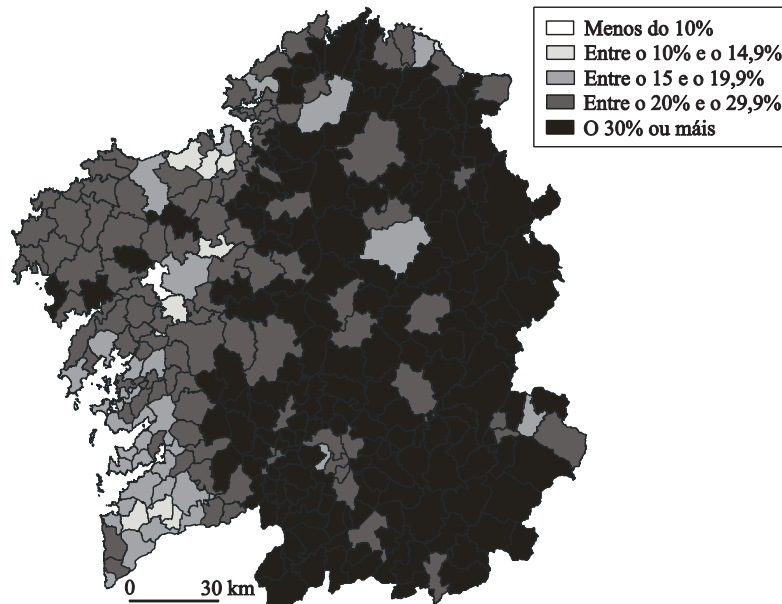 Menos do 10%
Entre o 10% e o 14,9%
Entre o 15 e o 19,9%
Entre o 20% e o 29,9%
O 30% ou máis
0 30 km